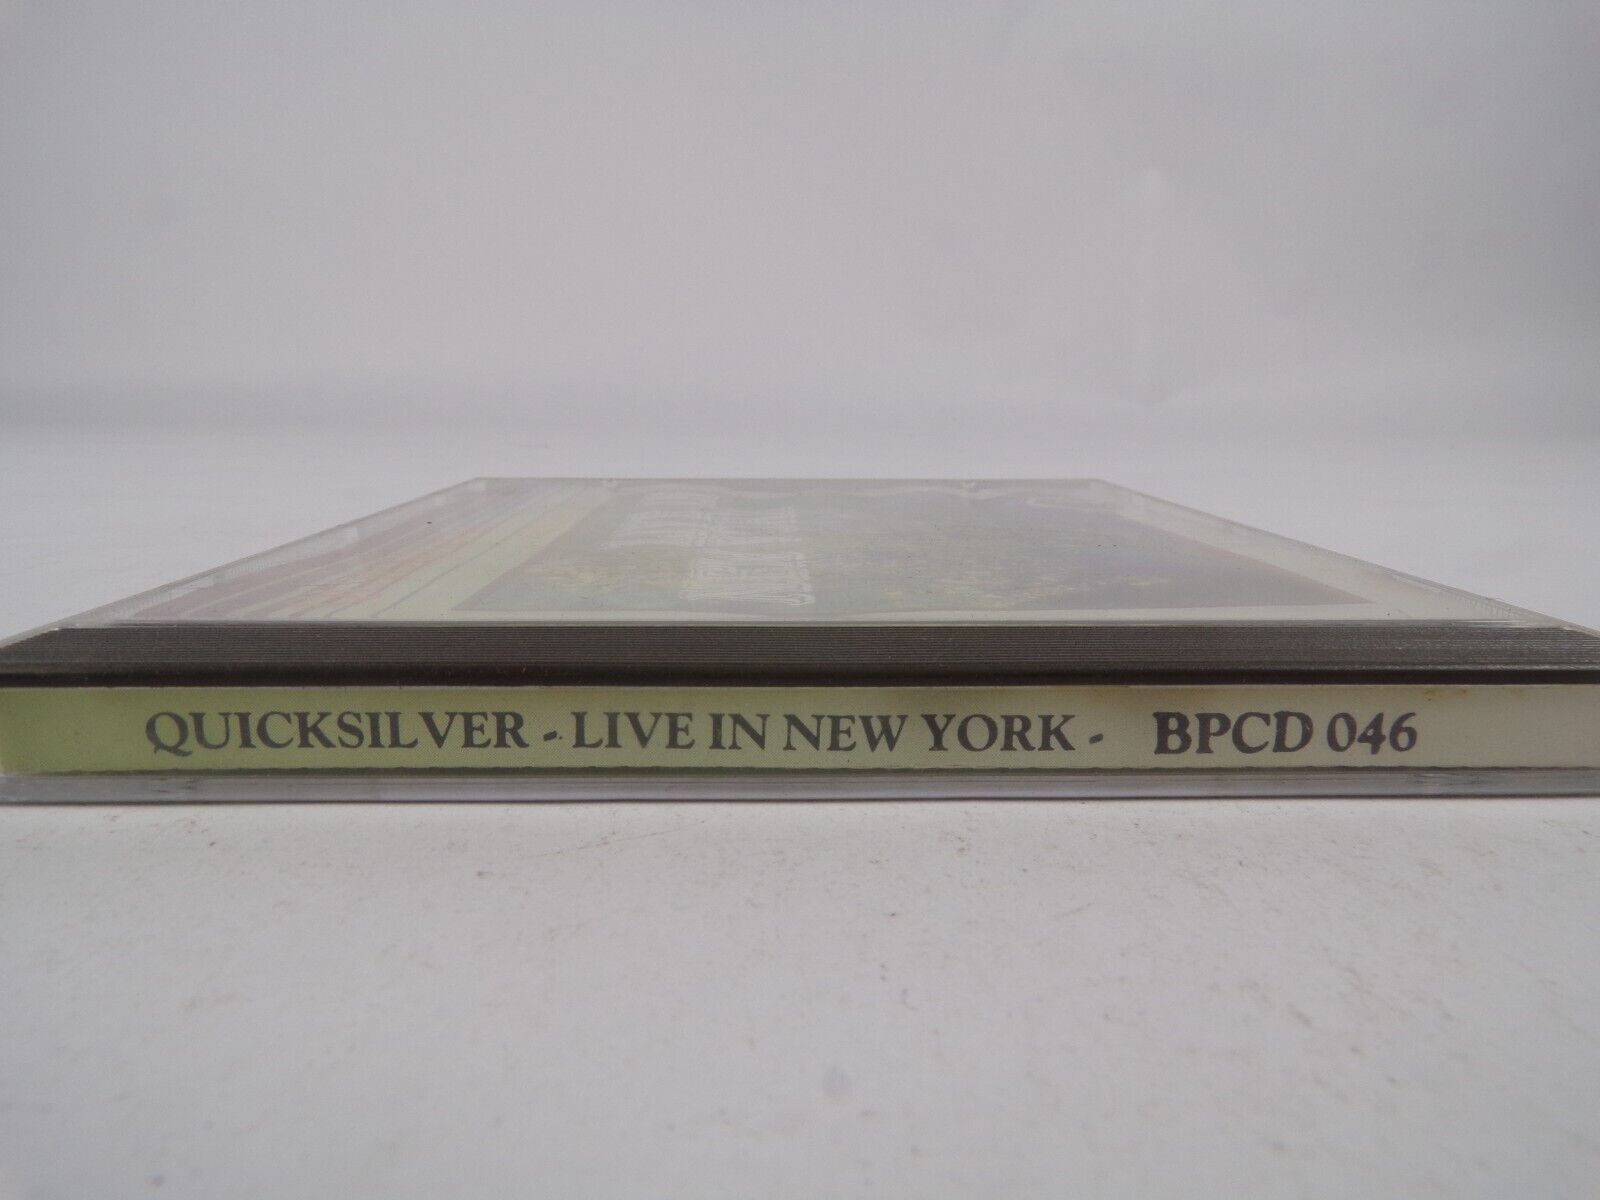 QUICKSILVER - LIVE IN NEW YORK - BPCD 046